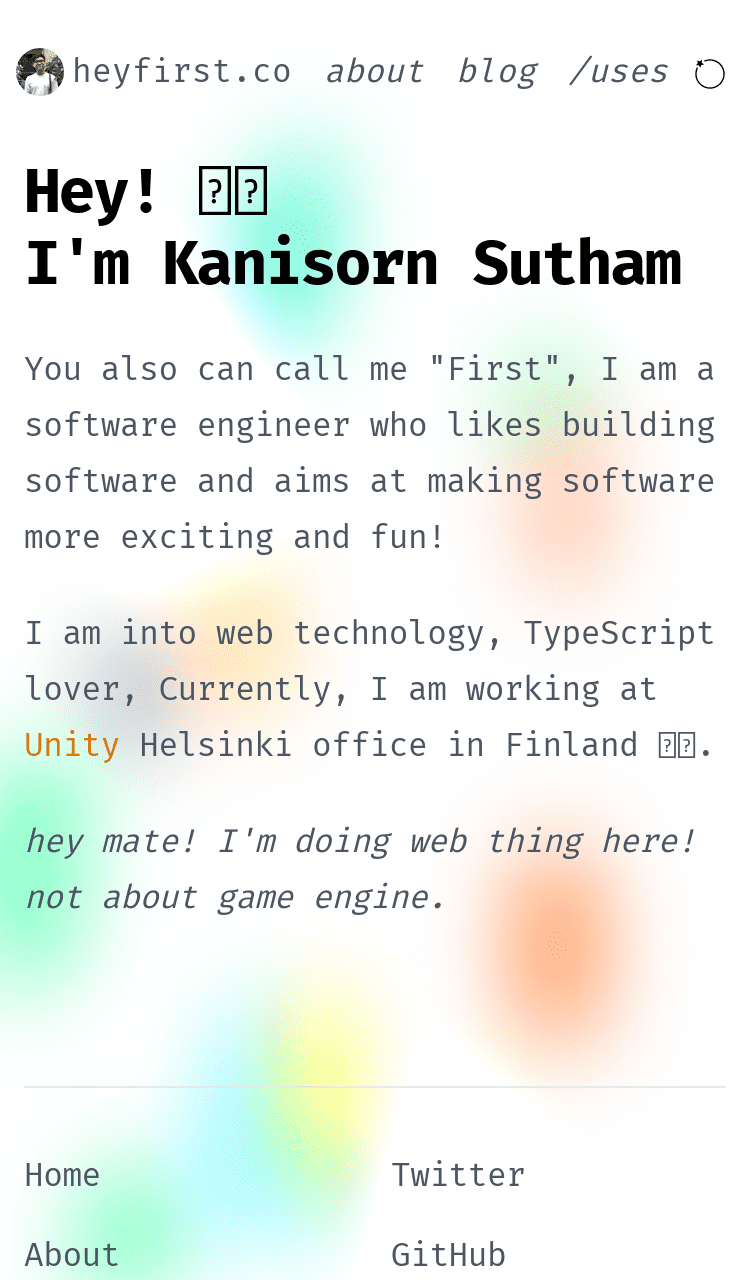 heyfirst.co about blog /uses
Hey!
I'm Kanisorn Sutham
You also can call me "First", I am a
software engineer who likes building
software and aims at making software
more exciting and fun!
I am into web technology, TypeScript
lover, Currently, I am working at
Unity Helsinki office in Finland .
hey mate! I'm doing web thing here!
not about game engine.
Home Twitter
About GitHub